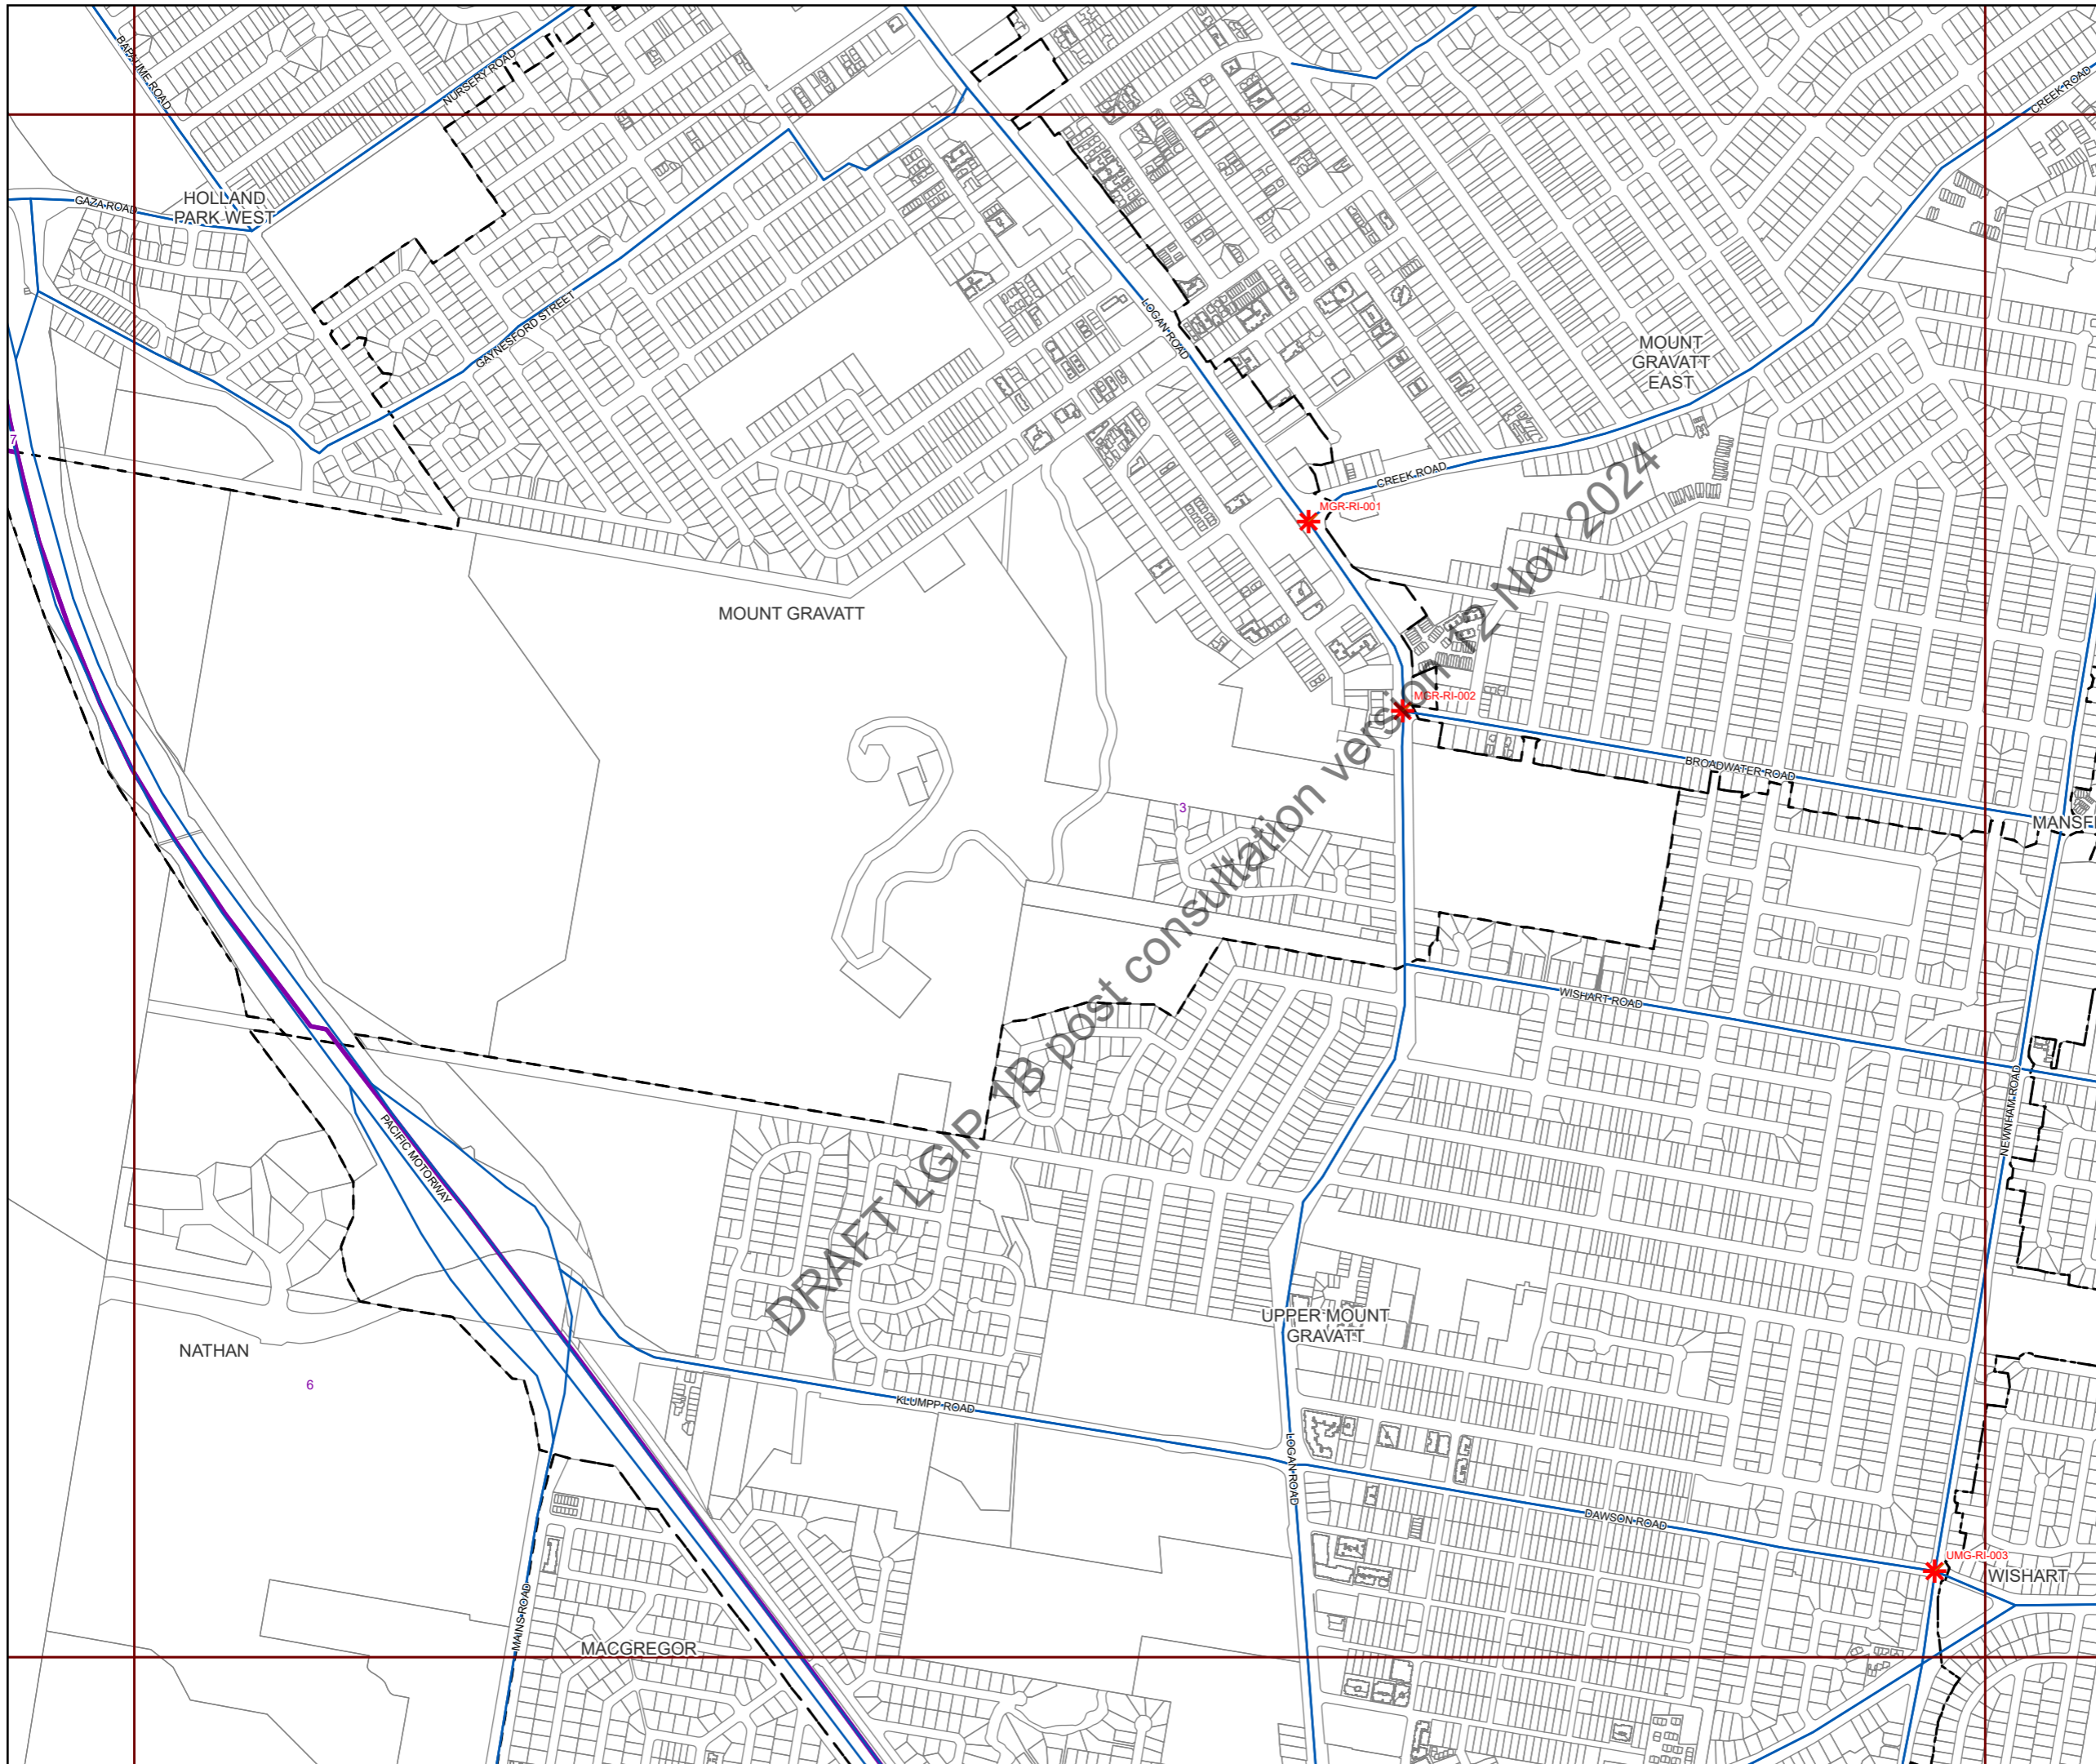 BAPAUME ROAD
NURSERY ROAD
CREEK ROAD
GAZA ROAD
HOLLAND
PARK WEST
GAYNESFORD STREET
LOGAN ROAD
MOUNT
GRAVATT
EAST
7
CREEK ROAD
MGR-RI-001
MOUNT GRAVATT
MGR-RI-002
BROADWATER ROAD
3
MANSF
WISHART ROAD
NEWNHAM ROAD
PACIFIC MOTORWAY
DRAFT LGIP 1B post consultation version 12 Nov 2024
UPPER MOUNT
GRAVATT
NATHAN
6
KLUMPP ROAD
LOGAN ROAD
DAWSON ROAD
UMG-RI-003
WISHART
MAINS ROAD
MACGREGOR